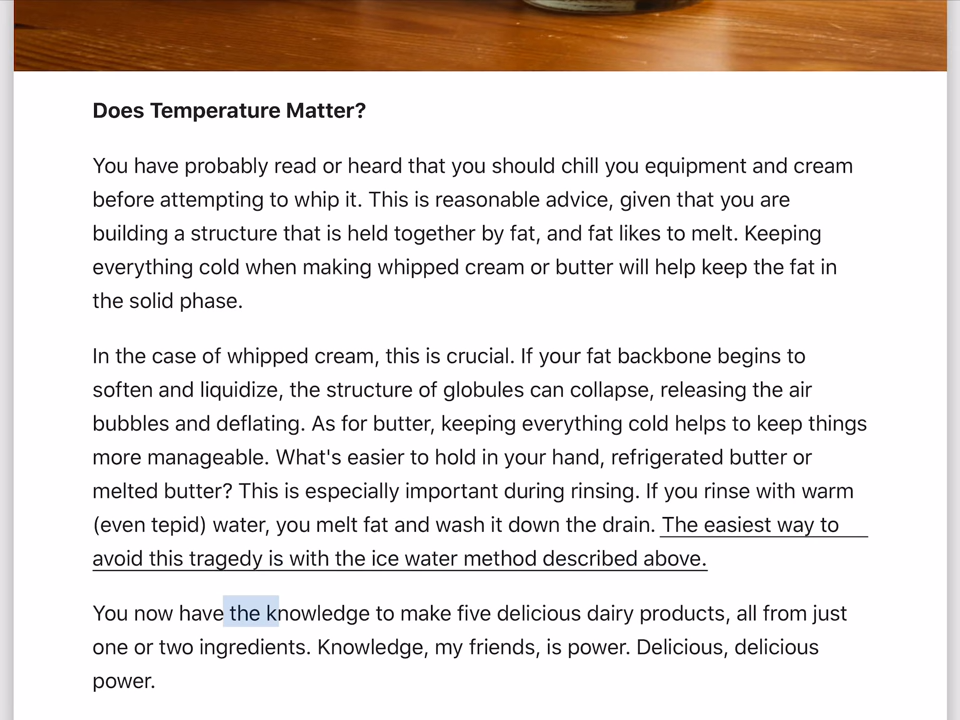 Does Temperature Matter?
You have probably read or heard that you should chill you equipment and cream
before attempting to whip it. This is reasonable advice, given that you are
building a structure that is held together by fat, and fat likes to melt. Keeping
everything cold when making whipped cream or butter will help keep the fat in
the solid phase.
In the case of whipped cream, this is crucial. If your fat backbone begins to
soften and liquidize, the structure of globules can collapse, releasing the air
bubbles and deflating. As for butter, keeping everything cold helps to keep things
more manageable. What's easier to hold in your hand, refrigerated butter or
melted butter? This is especially important during rinsing. If you rinse with warm
(even tepid) water, you melt fat and wash it down the drain. The easiest way to
avoid this tragedy is with the ice water method described above.
You now have the knowledge to make five delicious dairy products, all from just
one or two ingredients. Knowledge, my friends, is power. Delicious, delicious
power.